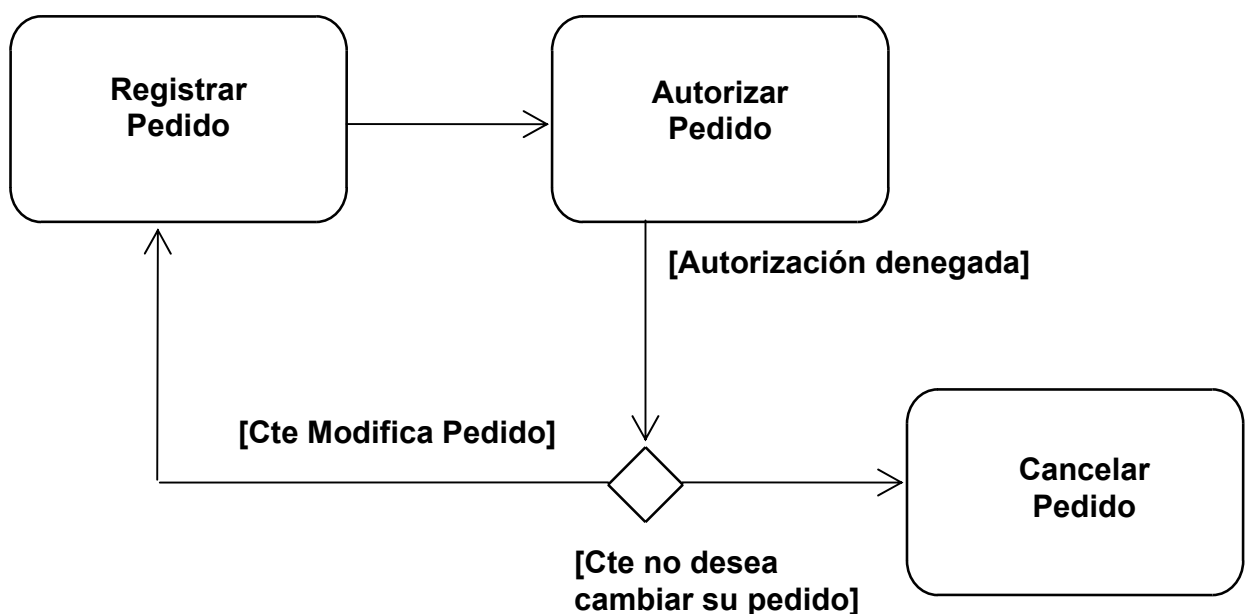 Registrar
Pedido
Autorizar
Pedido
[Autorización denegada]
[Cte Modifica Pedido]
Cancelar
Pedido
[Cte no desea
cambiar su pedido]